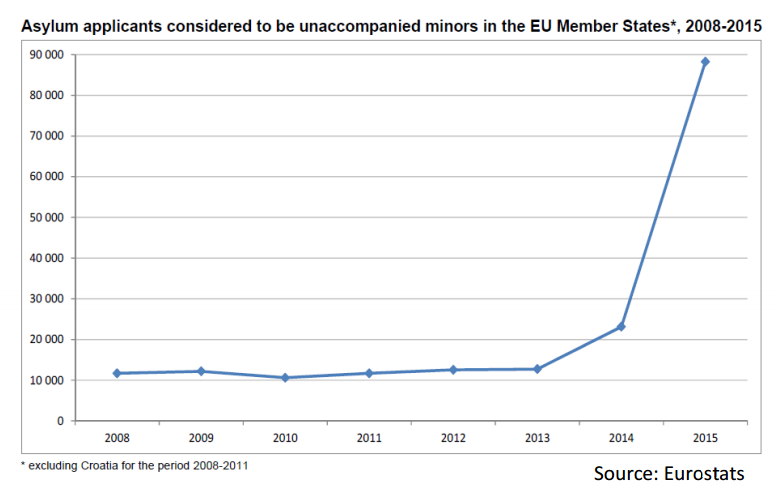 Asylum applicants considered to be unaccompanied minors in the EU Member States*, 2008-2015
90 000
80 000
70 000
60 000
50 000
40 000
30 000
20 000
10 000
0
2008 2009 2010 2011 2012 2013 2014 2015
* excluding Croatia for the period 2008-2011
Source: Eurostats